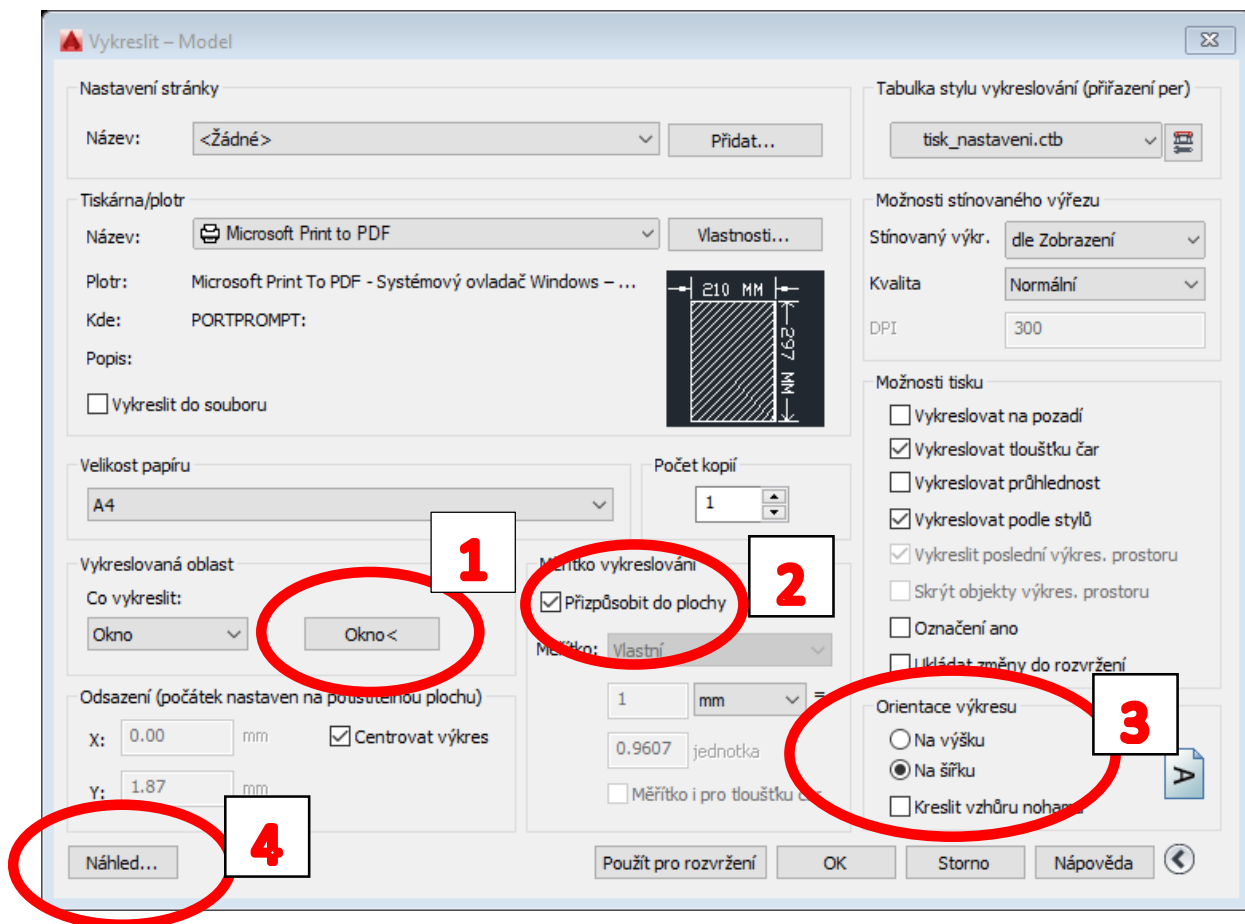 Vykreslit – Model
Nastavení stránky
Název:
<Žádné>
Přidat...
Tabulka stylu vykreslování (přiřazení per)
tisk_nastaveni.ctb
Tiskárna/plotr
Název:
Microsoft Print to PDF
Vlastnosti...
Plotr:
Microsoft Print To PDF - Systémový ovladač Windows – ...
Kde:
PORTPROMPT:
Popis:
Vykreslit do souboru
210 MM
297 MM
Možnosti stínovaného výřezu
Stínovaný výkr.
dle Zobrazení
Kvalita
Normální
DPI
300
Velikost papíru
A4
Počet kopií
1
Možnosti tisku
Vykreslovat na pozadí
Vykreslovat tloušťku čar
Vykreslovat průhlednost
Vykreslovat podle stylů
Vykreslit poslední výkres. prostoru
Skrýt objekty výkres. prostoru
Označení ano
Ukládat změny do rozvržení
Vykreslovaná oblast
Co vykreslit:
Okno
Okno<
1
Měřítko vykreslování
Přizpůsobit do plochy
2
Měřítko:
Vlastní
1
mm
=
0.9607
jednotka
Měřítko i pro tloušťku čar
Odsazení (počátek nastaven na potistitelnou plochu)
X:
0.00
mm
Centrovat výkres
Y:
1.87
mm
Orientace výkresu
3
Na výšku
Na šířku
Kreslit vzhůru nohama
A
4
Náhled...
Použít pro rozvržení
OK
Storno
Nápověda